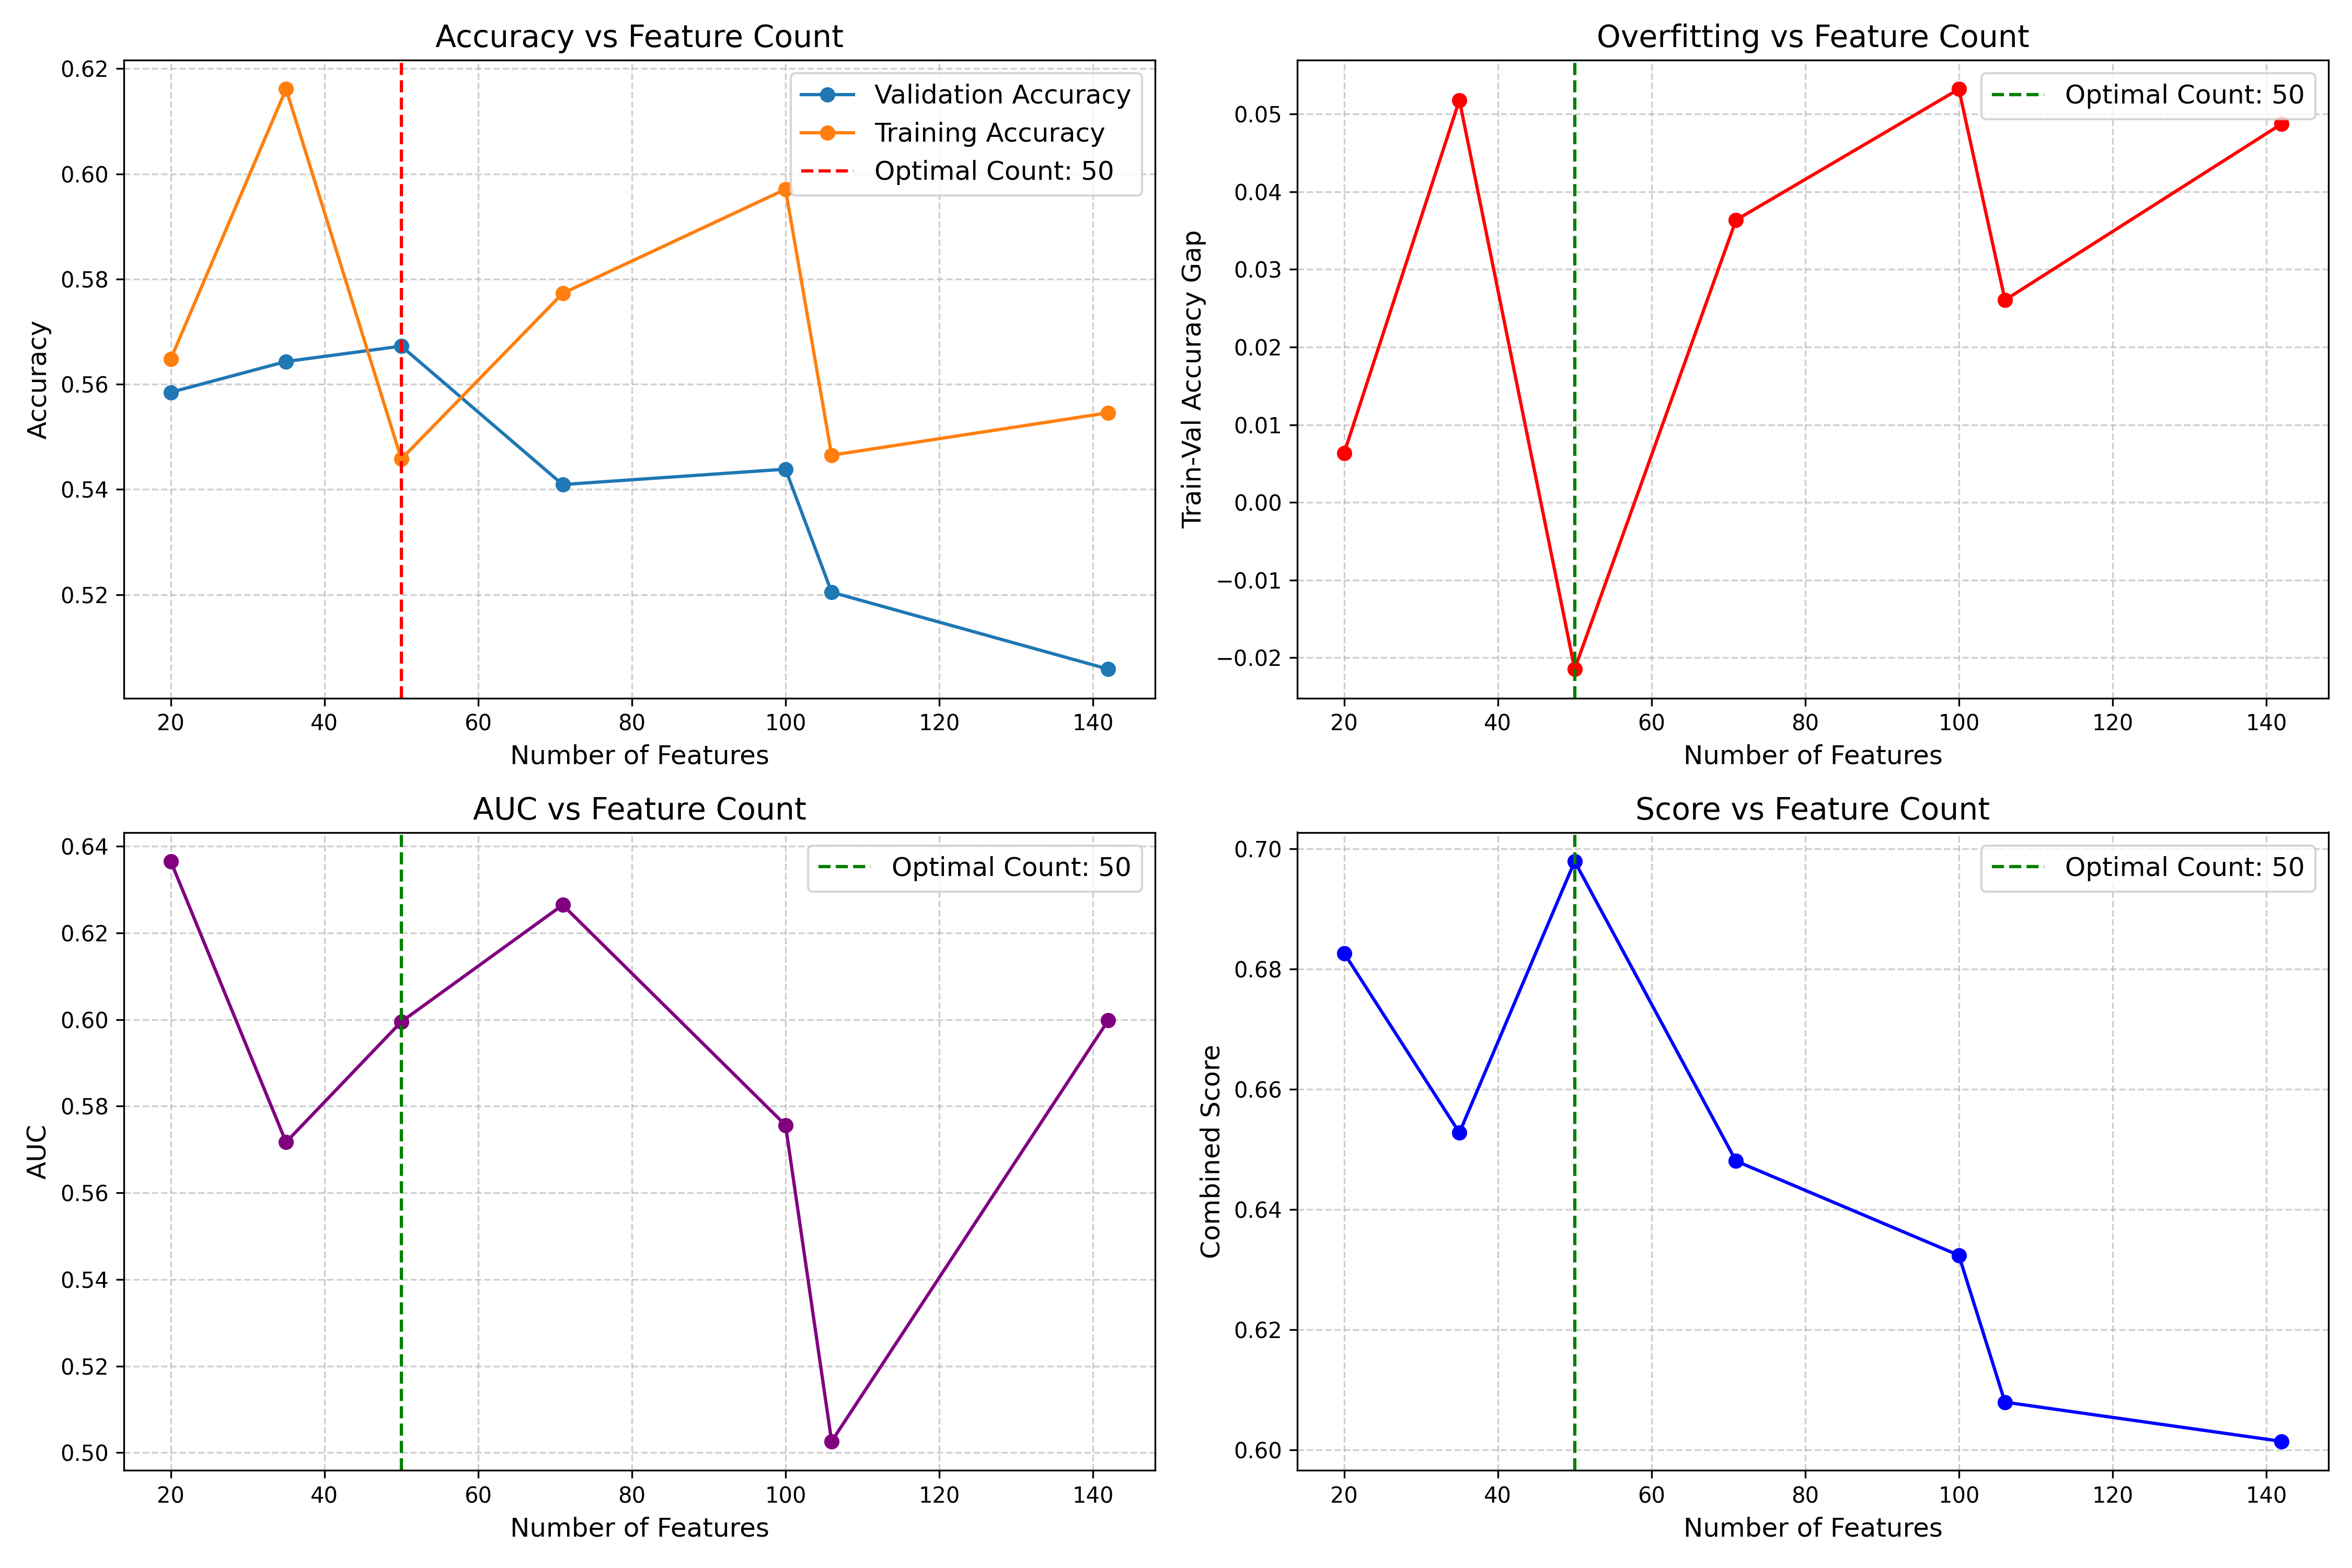 Accuracy vs Feature Count
Accuracy
0.62
0.60
0.58
0.56
0.54
0.52
Validation Accuracy
Training Accuracy
Optimal Count: 50
20 40 60 80 100 120 140
Number of Features
Overfitting vs Feature Count
Train-Val Accuracy Gap
0.05
0.04
0.03
0.02
0.01
0.00
−0.01
−0.02
Optimal Count: 50
20 40 60 80 100 120 140
Number of Features
AUC vs Feature Count
AUC
0.64
0.62
0.60
0.58
0.56
0.54
0.52
0.50
Optimal Count: 50
20 40 60 80 100 120 140
Number of Features
Score vs Feature Count
Combined Score
0.70
0.68
0.66
0.64
0.62
0.60
Optimal Count: 50
20 40 60 80 100 120 140
Number of Features